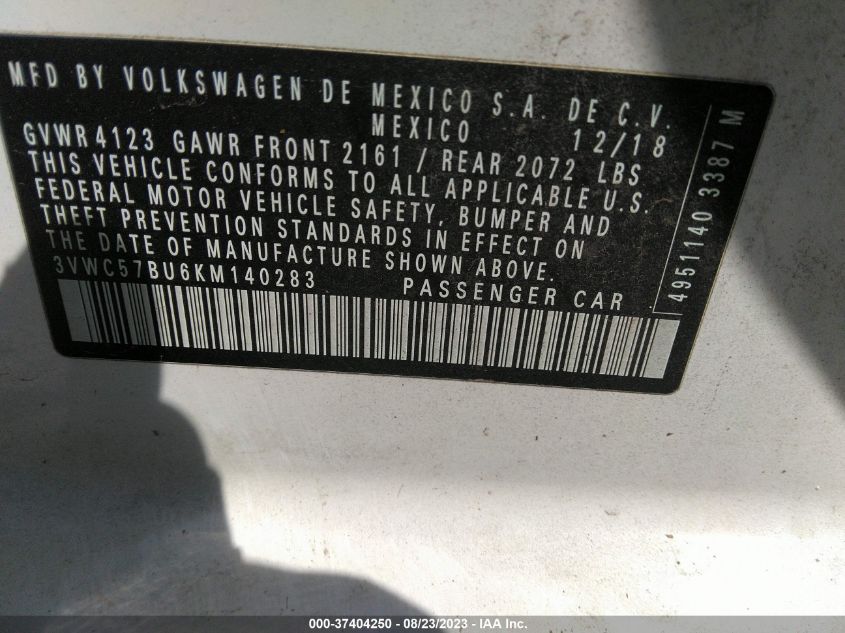 MFD BY VOLKSWAGEN DE MEXICO S.A. DE C.V.
MEXICO 12/18
GVWR 4123 GAWR FRONT 2161 / REAR 2072 LBS
THIS VEHICLE CONFORMS TO ALL APPLICABLE U.S.
FEDERAL MOTOR VEHICLE SAFETY, BUMPER AND
THEFT PREVENTION STANDARDS IN EFFECT ON
THE DATE OF MANUFACTURE SHOWN ABOVE.
3VWC57BU6KM140283 PASSENGER CAR
4951140 3387 M
000-37404250 - 08/23/2023 - IAA Inc.